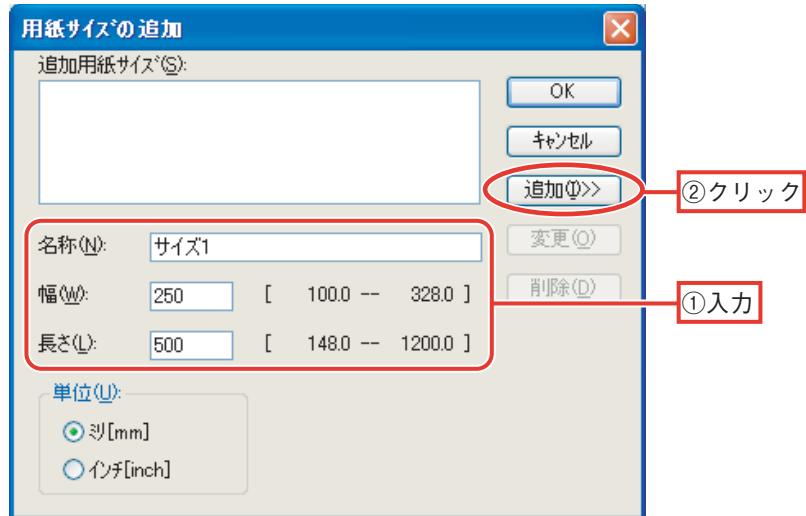 用紙サイズの追加
追加用紙サイズ(S):
OK
キャンセル
追加(I)>>
②クリック
名称(N): サイズ1
変更(O)
幅(W): 250 [ 100.0 -- 328.0 ]
削除(D)
①入力
長さ(L): 500 [ 148.0 -- 1200.0 ]
単位(U):
ミリ[mm]
インチ[inch]